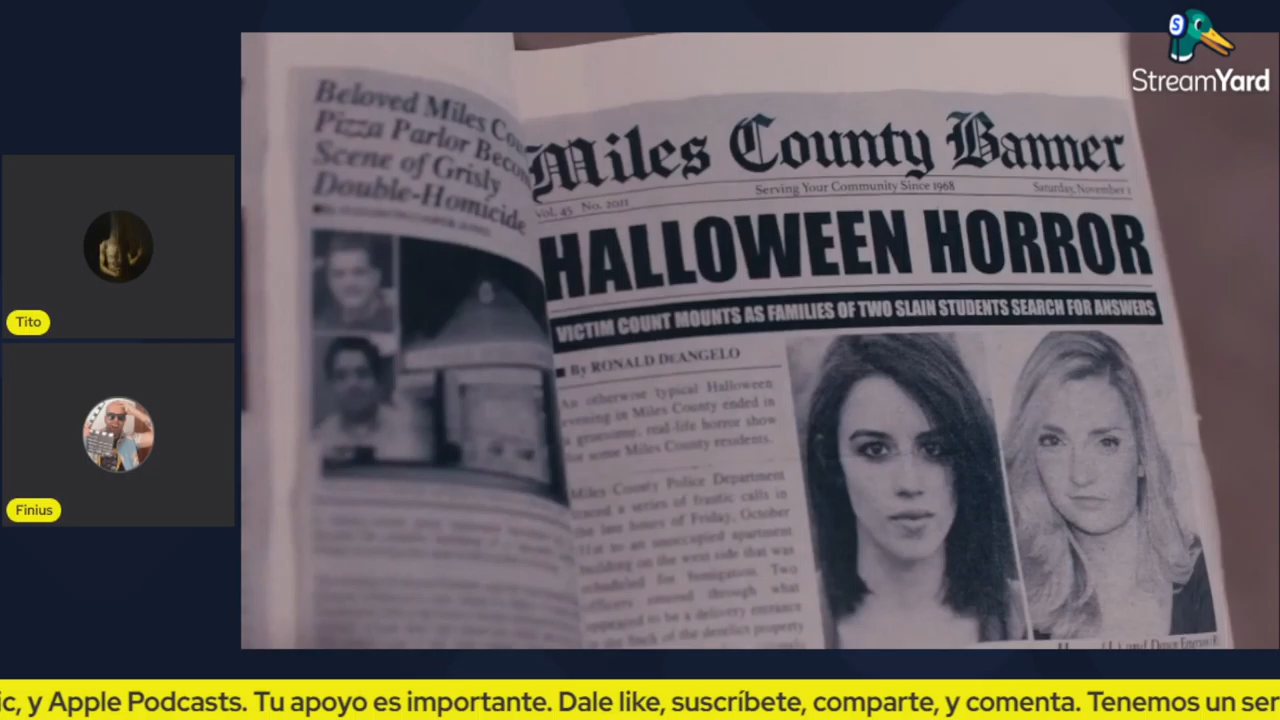 StreamYard
Tito
Finius
Beloved Miles
Pizza Parlor
Scene of Grisly
Double-Homicide
Miles County Banner
Serving Your Community Since 1968
Vol. 45 No. 2011
Saturday, November 1
HALLOWEEN HORROR
VICTIM COUNT MOUNTS AS FAMILIES OF TWO SLAIN STUDENTS SEARCH FOR ANSWERS
By RONALD DEANGELO
An otherwise typical Halloween
evening in Miles County ended in
a gruesome, real-life horror show
for some Miles County residents.
Miles County Police Department
traced a series of frantic calls in
the last hours of Friday, October
31st to an unoccupied apartment
building on the west side that was
scheduled for fumigation. Two
officers entered through what
appeared to be a delivery entrance
in the back of the derelict property
ic, y Apple Podcasts. Tu apoyo es importante. Dale like, suscríbete, comparte, y comenta. Tenemos un ser